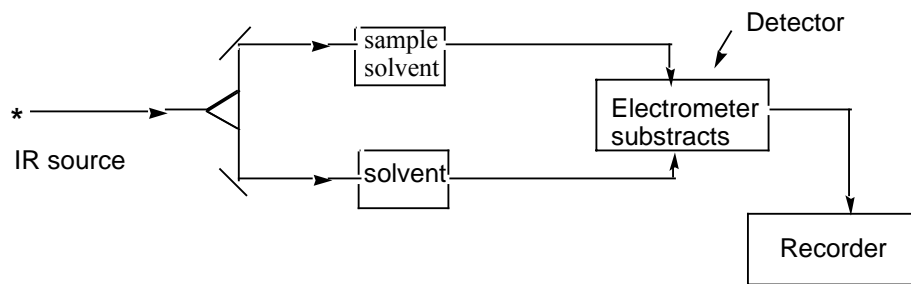 Detector
sample
solvent
*
IR source
Electrometer
substracts
solvent
Recorder